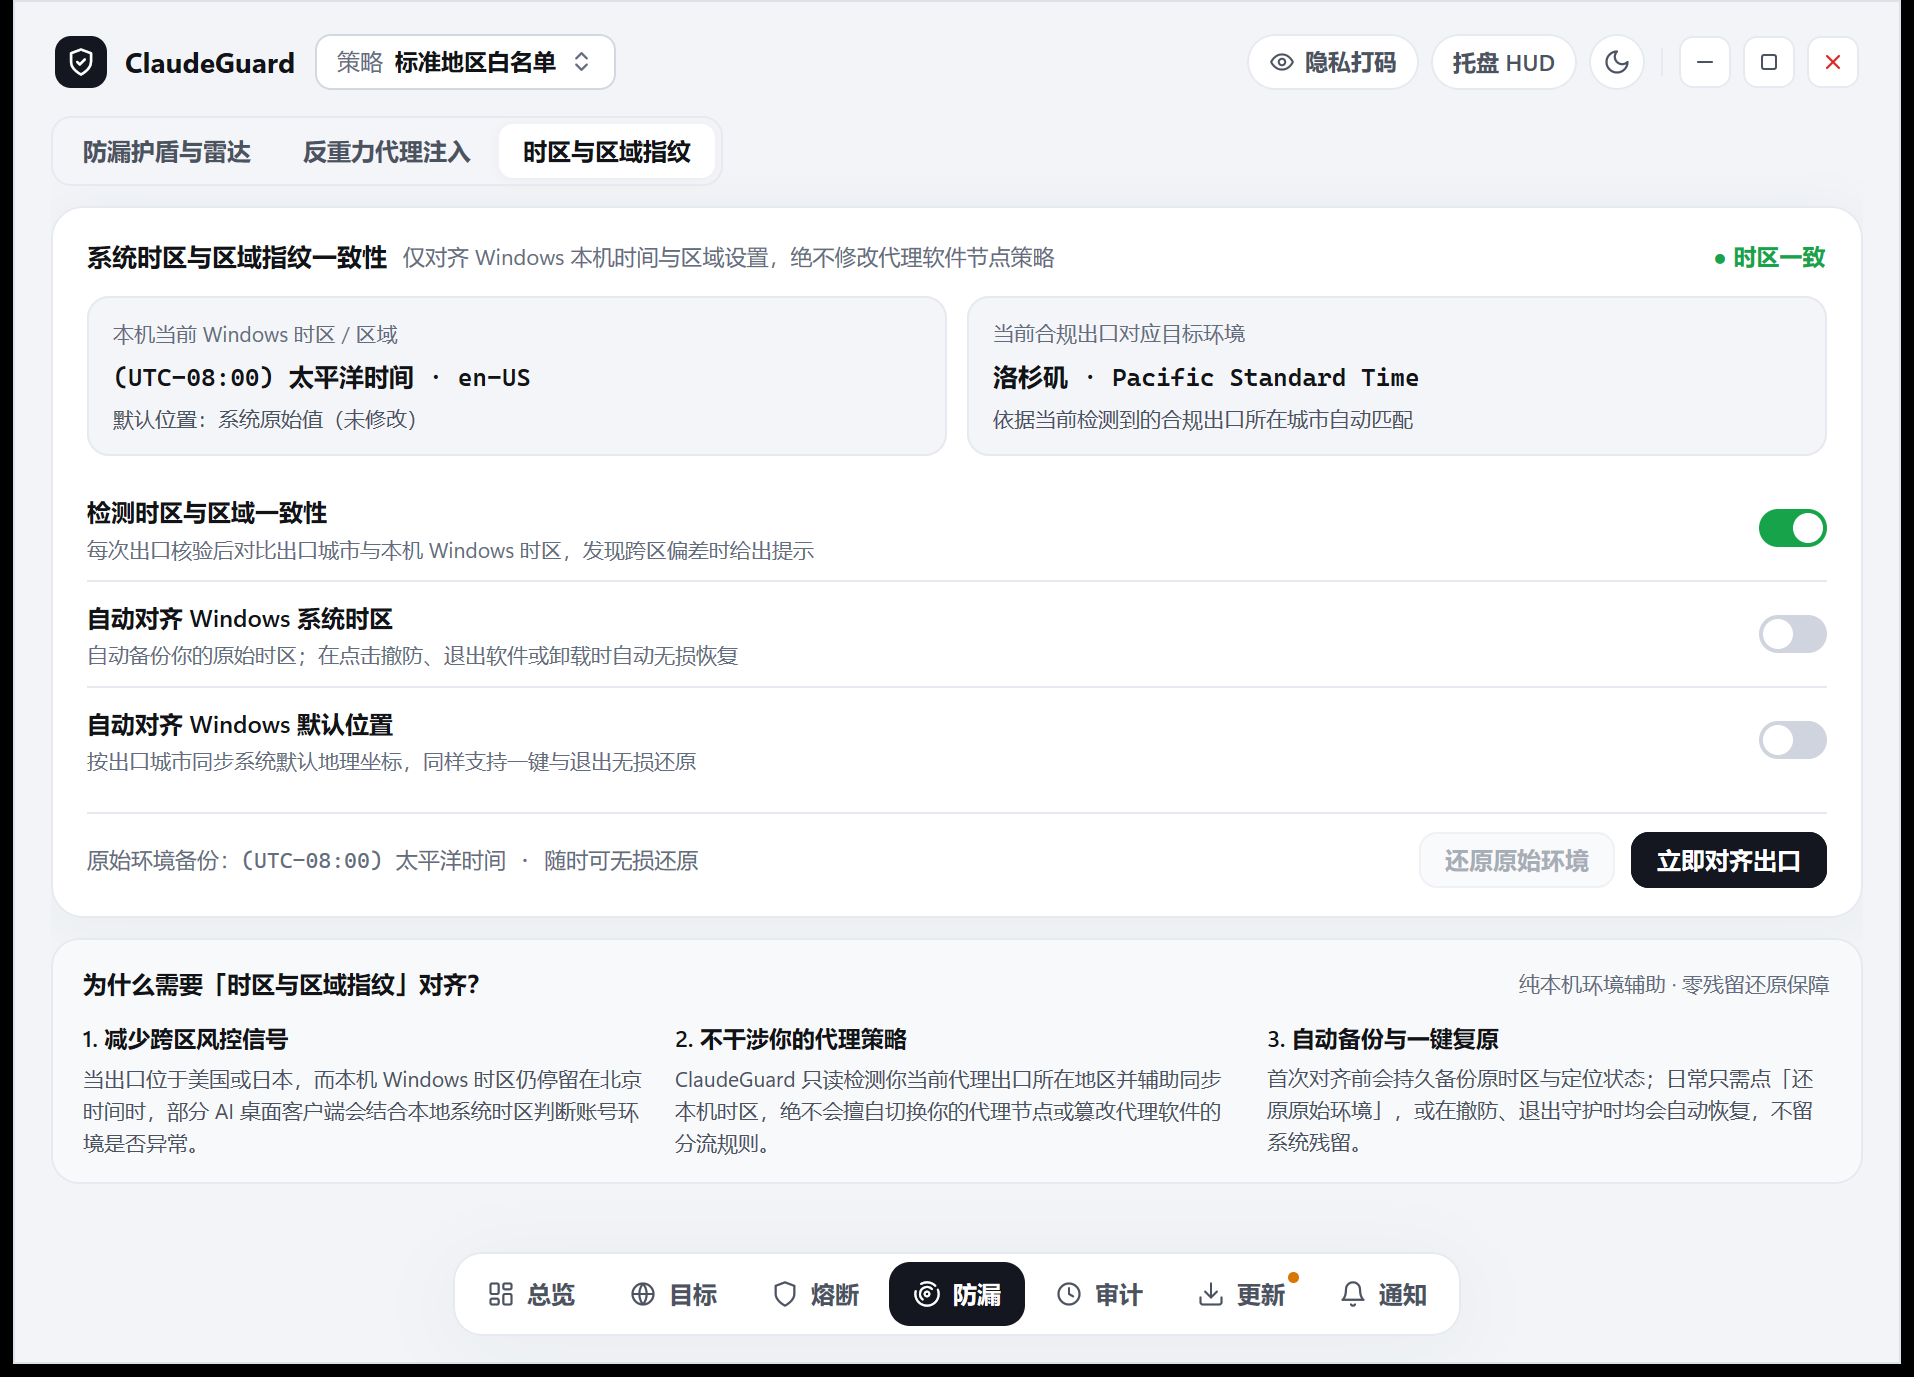 ClaudeGuard 策略 标准地区白名单 隐私打码 托盘 HUD
防漏护盾与雷达 反重力代理注入 时区与区域指纹
系统时区与区域指纹一致性 仅对齐 Windows 本机时间与区域设置，绝不修改代理软件节点策略 时区一致
本机当前 Windows 时区 / 区域
(UTC-08:00) 太平洋时间 · en-US
默认位置：系统原始值（未修改）
当前合规出口对应目标环境
洛杉矶 · Pacific Standard Time
依据当前检测到的合规出口所在城市自动匹配
检测时区与区域一致性
每次出口核验后对比出口城市与本机 Windows 时区，发现跨区偏差时给出提示
自动对齐 Windows 系统时区
自动备份你的原始时区；在点击撤防、退出软件或卸载时自动无损恢复
自动对齐 Windows 默认位置
按出口城市同步系统默认地理坐标，同样支持一键与退出无损还原
原始环境备份：(UTC-08:00) 太平洋时间 · 随时可无损还原 还原原始环境 立即对齐出口
为什么需要「时区与区域指纹」对齐？ 纯本机环境辅助 · 零残留还原保障
1. 减少跨区风控信号
当出口位于美国或日本，而本机 Windows 时区仍停留在北京
时间时，部分 AI 桌面客户端会结合本地系统时区判断账号环
境是否异常。
2. 不干涉你的代理策略
ClaudeGuard 只读检测你当前代理出口所在地区并辅助同步
本机时区，绝不会擅自切换你的代理节点或篡改代理软件的
分流规则。
3. 自动备份与一键复原
首次对齐前会持久备份原时区与定位状态；日常只需点「还
原原始环境」，或在撤防、退出守护时均会自动恢复，不留
系统残留。
总览 目标 熔断 防漏 审计 更新 通知